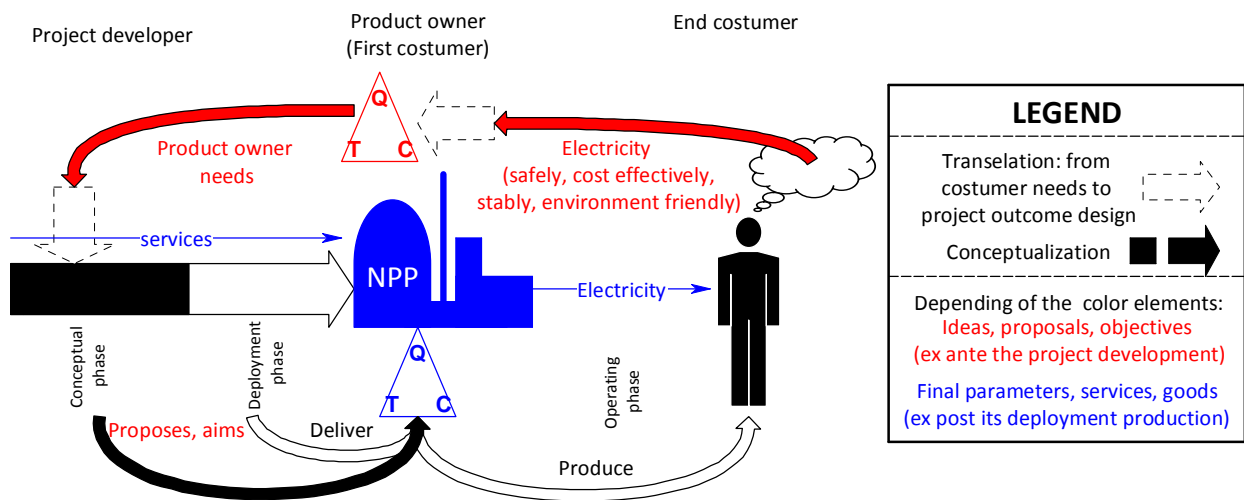 Project developer
Product owner
(First costumer)
End costumer
Q
T C
Product owner
needs
Electricity
(safely, cost effectively,
stably, environment friendly)
services
NPP
Electricity
Conceptual
phase
Deployment
phase
Q
T C
Operating
phase
Proposes, aims
Deliver
Produce
LEGEND
Transelation: from
costumer needs to
project outcome design
Conceptualization
Depending of the color elements:
Ideas, proposals, objectives
(ex ante the project development)
Final parameters, services, goods
(ex post its deployment production)